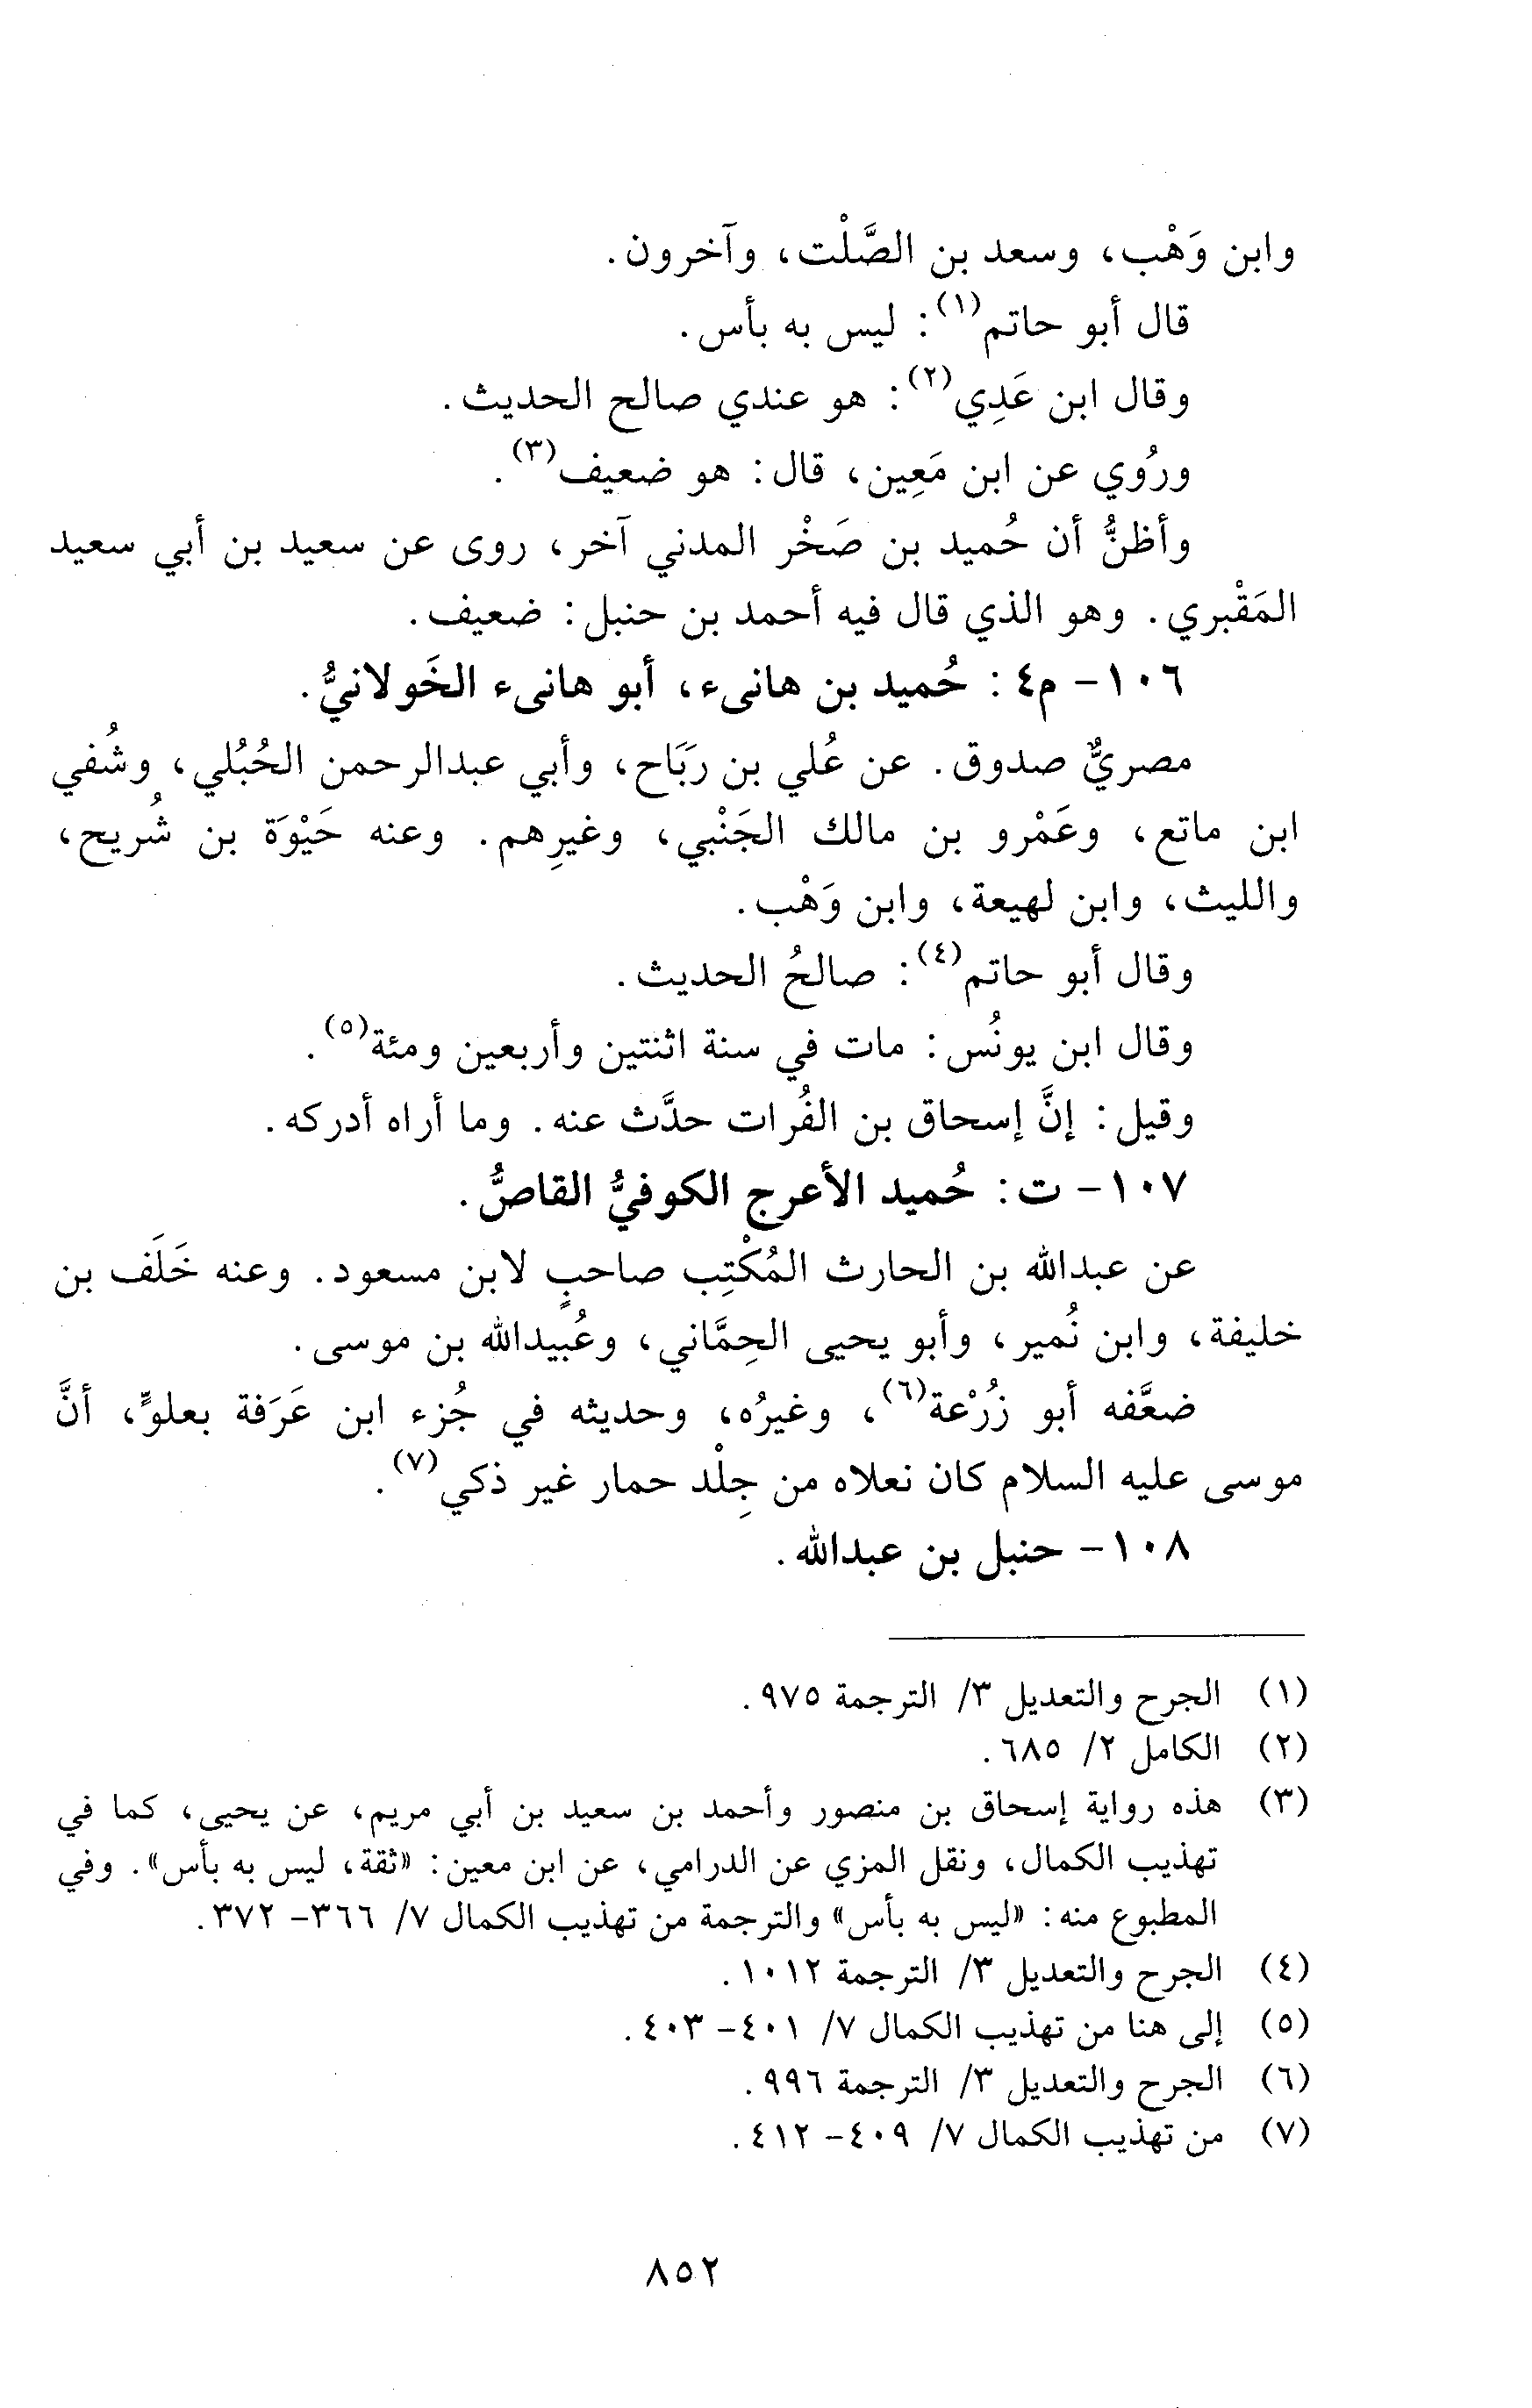 وابن وَهْب، وسعد بن الصَّلْت، وآخرون.
قال أبو حاتم(١): ليس به بأس.
وقال ابن عَدِي(٢): هو عندي صالح الحديث.
ورُوي عن ابن مَعِين، قال: هو ضعيف(٣).
وأظنُّ أن حُميد بن صَخْر المدني آخر، روى عن سعيد بن أبي سعيد
المَقْبري. وهو الذي قال فيه أحمد بن حنبل: ضعيف.
١٠٦- م٤: حُميد بن هانىء، أبو هانىء الخَولانيُّ.
مصريٌّ صدوق. عن عُلي بن رَبَاح، وأبي عبدالرحمن الحُبُلي، وشُفي
ابن ماتع، وعَمْرو بن مالك الجَنْبي، وغيرِهم. وعنه حَيْوَة بن شُريح،
والليث، وابن لهيعة، وابن وَهْب.
وقال أبو حاتم(٤): صالحُ الحديث.
وقال ابن يونُس: مات في سنة اثنتين وأربعين ومئة(٥).
وقيل: إنَّ إسحاق بن الفُرات حدَّث عنه. وما أراه أدركه.
١٠٧- ت: حُميد الأعرج الكوفيُّ القاصُّ.
عن عبدالله بن الحارث المُكْتِب صاحبٍ لابن مسعود. وعنه خَلَف بن
خليفة، وابن نُمير، وأبو يحيى الحِمَّاني، وعُبيدالله بن موسى.
ضعَّفه أبو زُرْعة(٦)، وغيرُه، وحديثه في جُزء ابن عَرَفة بعلوٍّ، أنَّ
موسى عليه السلام كان نعلاه من جِلْد حمار غير ذكي(٧).
١٠٨- حنبل بن عبدالله.
(١) الجرح والتعديل ٣/ الترجمة ٩٧٥.
(٢) الكامل ٢/ ٦٨٥.
(٣) هذه رواية إسحاق بن منصور وأحمد بن سعيد بن أبي مريم، عن يحيى، كما في
تهذيب الكمال، ونقل المزي عن الدرامي، عن ابن معين: «ثقة، ليس به بأس». وفي
المطبوع منه: «ليس به بأس» والترجمة من تهذيب الكمال ٧/ ٣٦٦- ٣٧٢.
(٤) الجرح والتعديل ٣/ الترجمة ١٠١٢.
(٥) إلى هنا من تهذيب الكمال ٧/ ٤٠١- ٤٠٣.
(٦) الجرح والتعديل ٣/ الترجمة ٩٩٦.
(٧) من تهذيب الكمال ٧/ ٤٠٩- ٤١٢.
٨٥٢